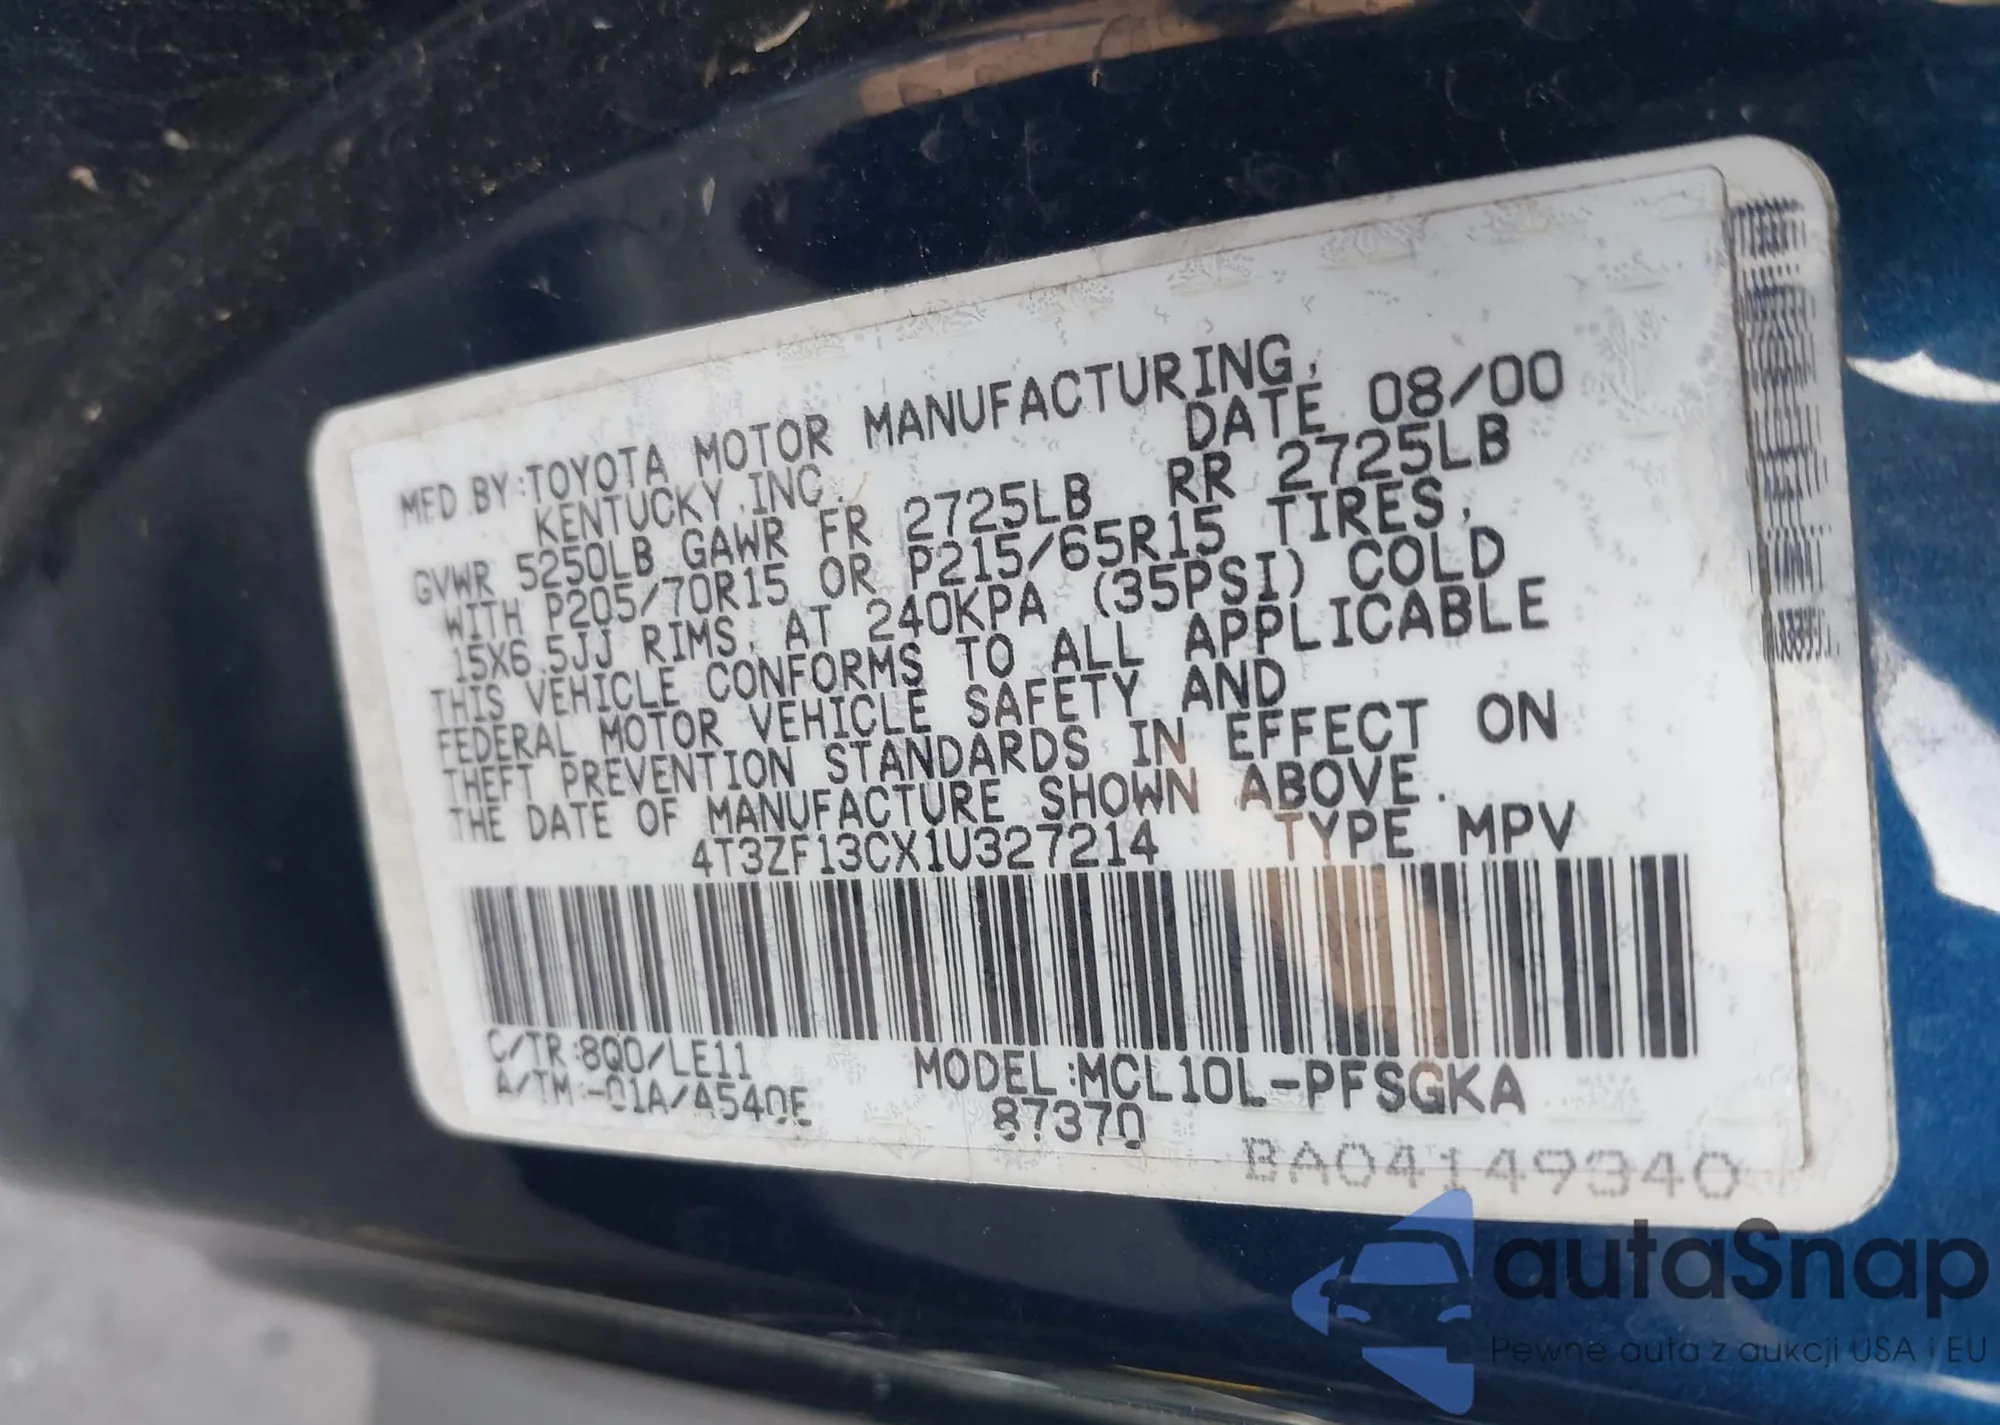 MFD.BY:TOYOTA MOTOR MANUFACTURING,
KENTUCKY,INC. DATE 08/00
GVWR 5250LB GAWR FR 2725LB RR 2725LB
WITH P205/70R15 OR P215/65R15 TIRES,
15X6.5JJ RIMS, AT 240KPA (35PSI) COLD
THIS VEHICLE CONFORMS TO ALL APPLICABLE
FEDERAL MOTOR VEHICLE SAFETY AND
THEFT PREVENTION STANDARDS IN EFFECT ON
THE DATE OF MANUFACTURE SHOWN ABOVE.
4T3ZF13CX1U327214 TYPE MPV
C/TR:8Q0/LE11 MODEL:MCL10L-PFSGKA
A/TM:-01A/A540E 87370
BA04149340
autaSnap
Pewne auta z aukcji USA i EU